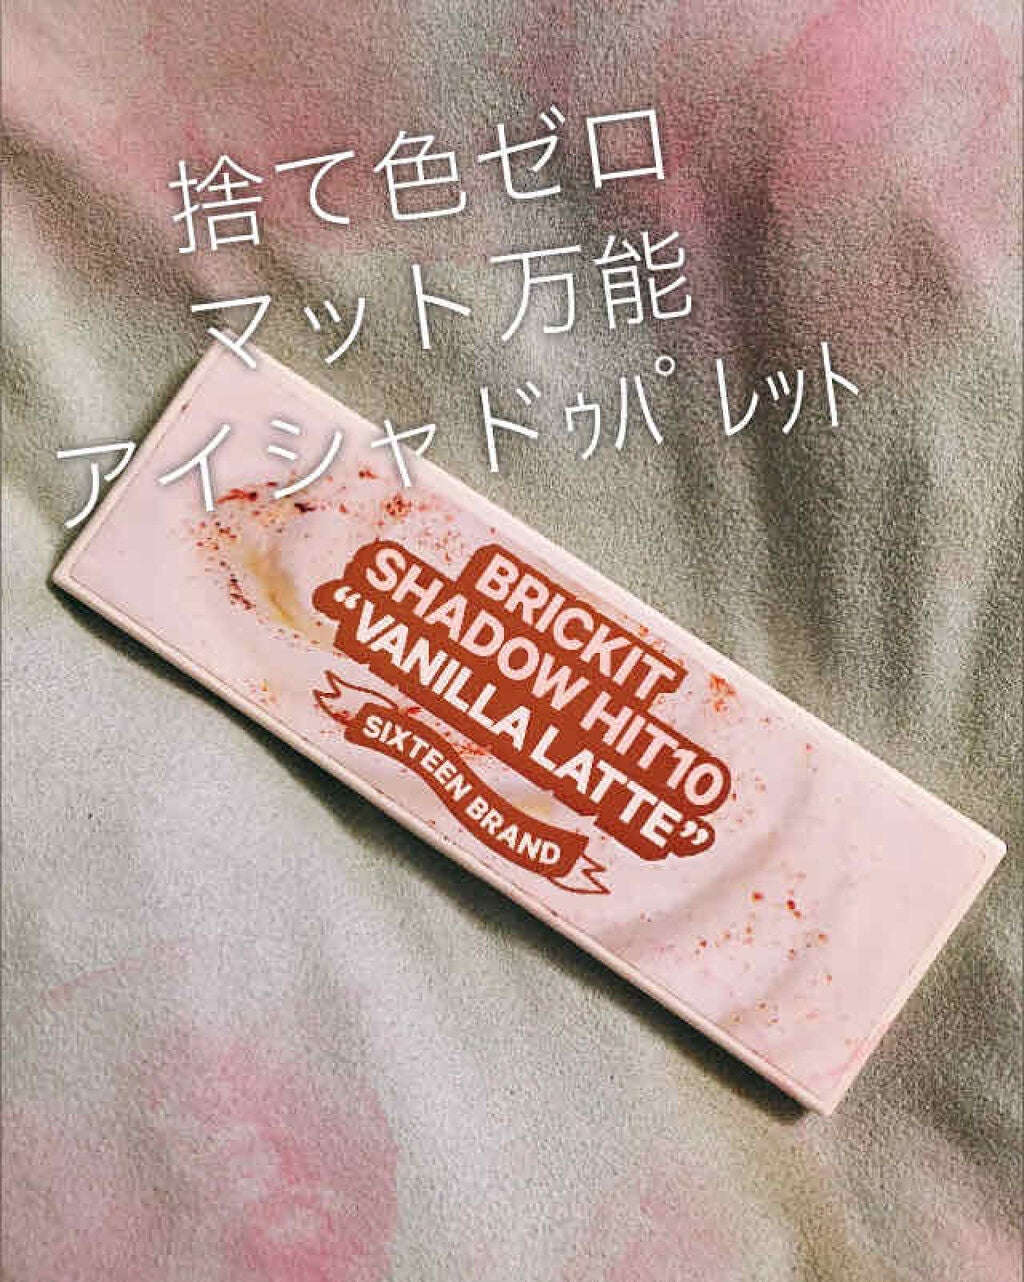 捨て色ゼロ
マット万能
アイシャドゥパレット
BRICKIT
SHADOW HIT10
“VANILLA LATTE”
SIXTEEN BRAND